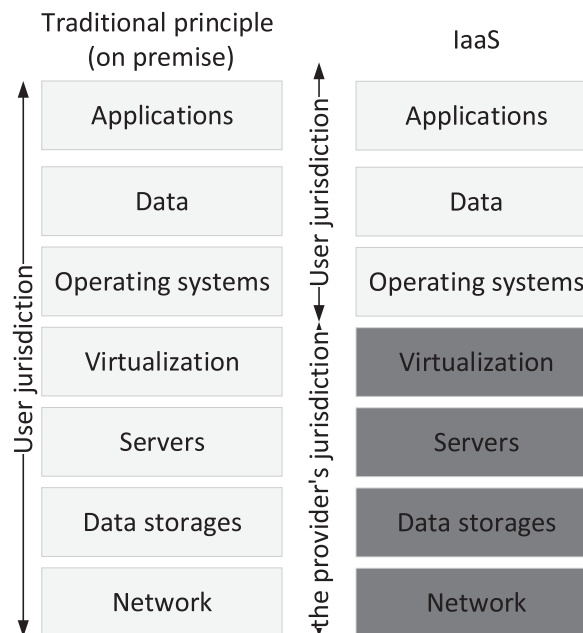 Traditional principle
(on premise)
User jurisdiction
Applications
Data
Operating systems
Virtualization
Servers
Data storages
Network
IaaS
User jurisdiction
the provider's jurisdiction
Applications
Data
Operating systems
Virtualization
Servers
Data storages
Network